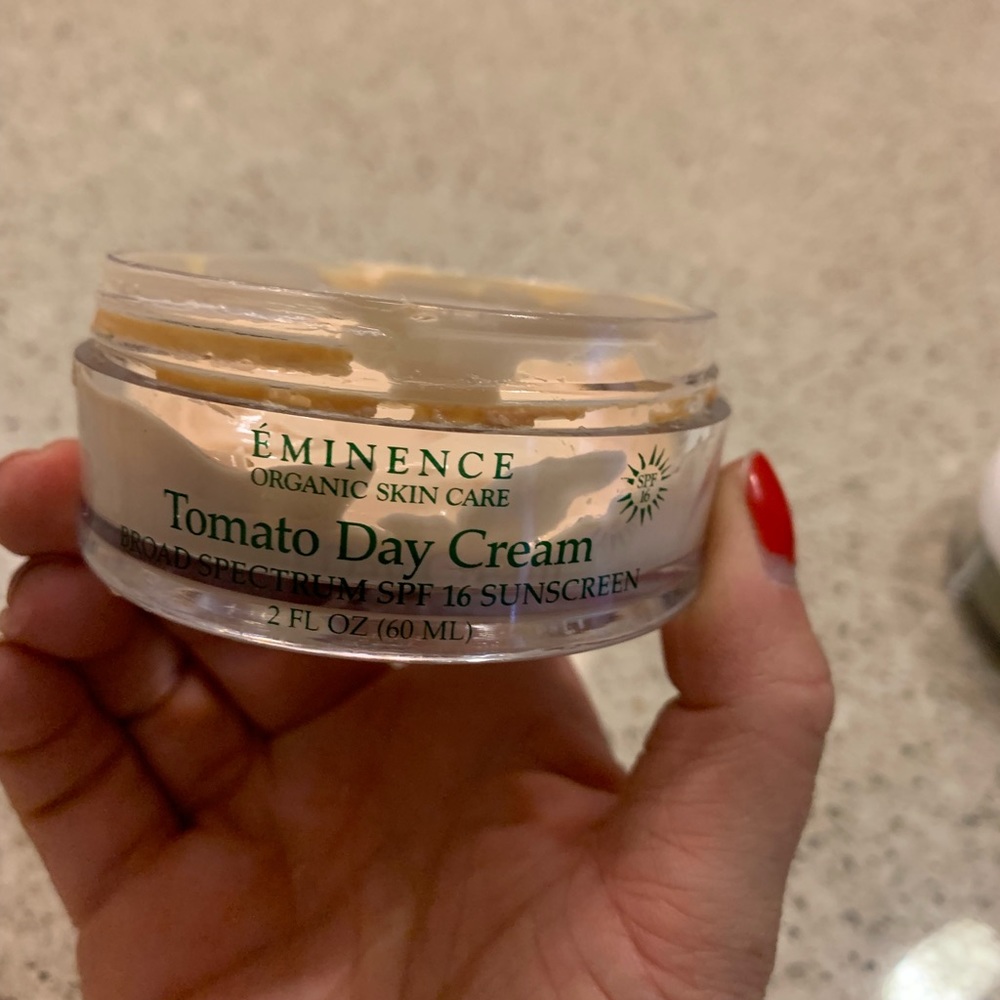 ÉMINENCE
ORGANIC SKIN CARE
SPF
16
Tomato Day Cream
BROAD SPECTRUM SPF 16 SUNSCREEN
2 FL OZ (60 ML)